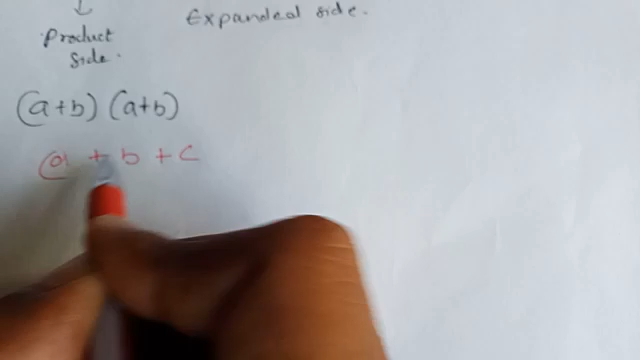 Expanded side.
Product
Side.
(a+b) (a+b)
(a + b + c